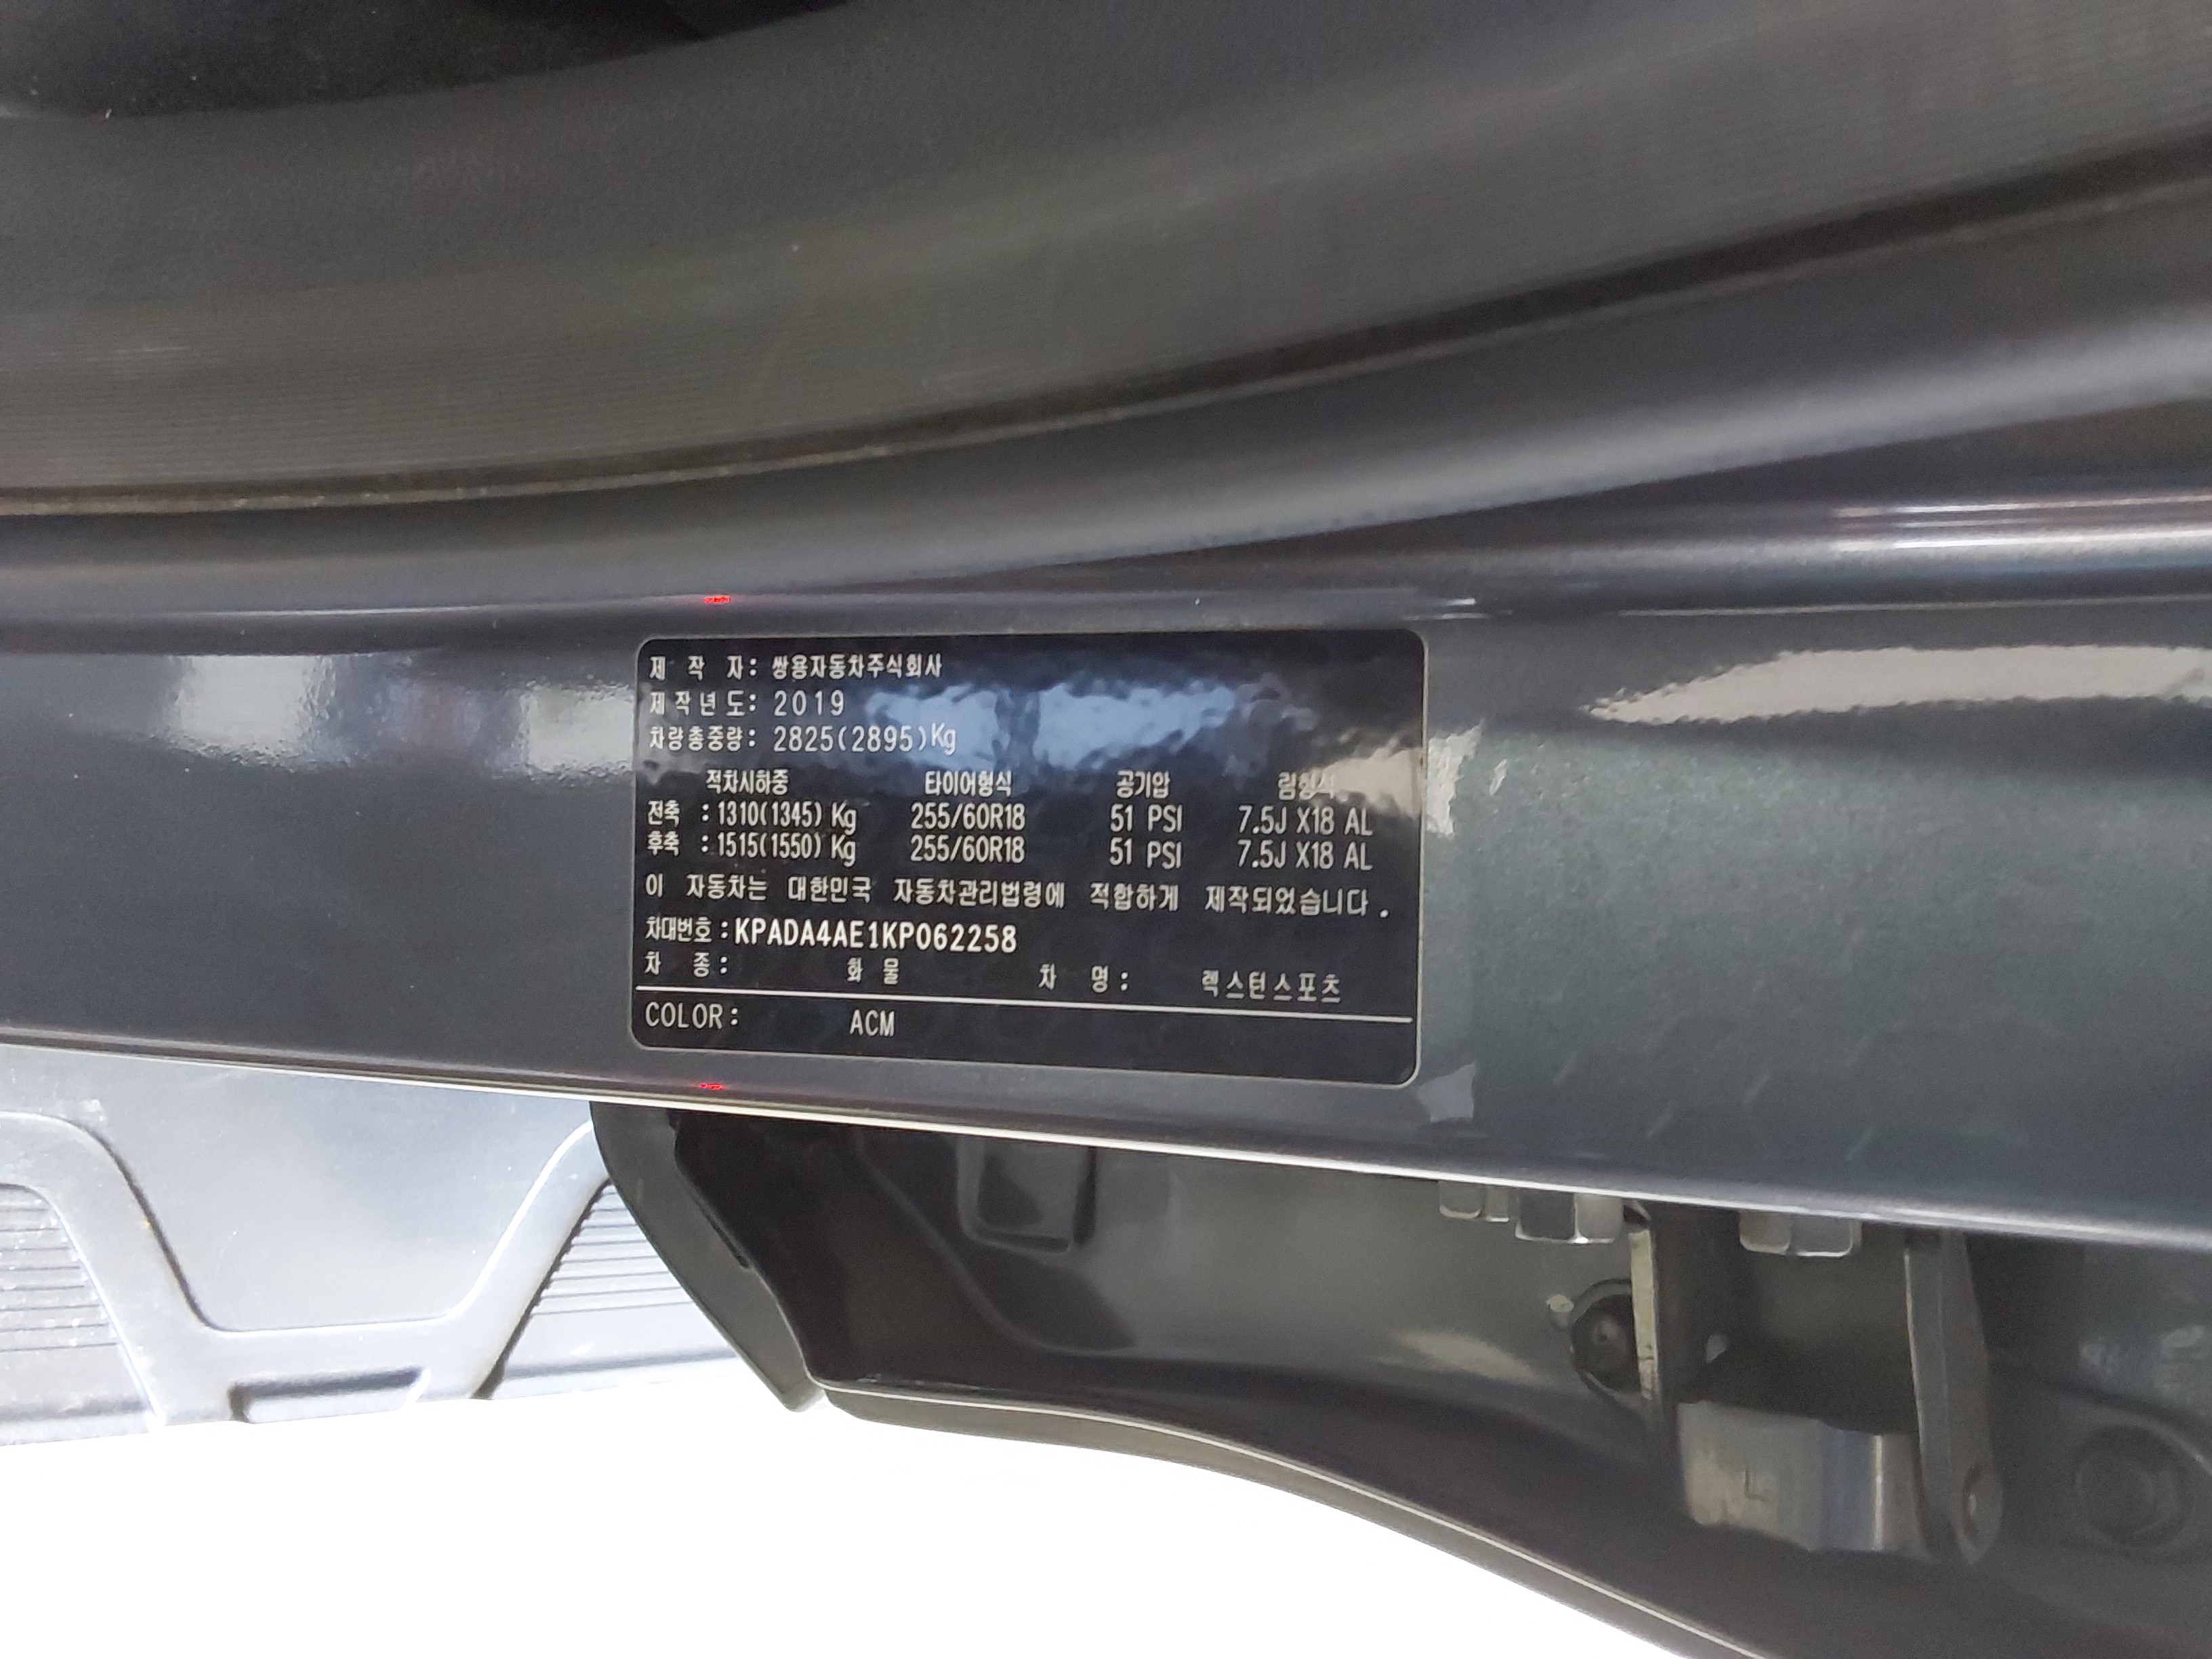 제 작 자: 쌍용자동차주식회사
제작년도: 2019
차량총중량: 2825(2895)Kg
적차시하중 타이어형식 공기압 림형식
전축 : 1310(1345) Kg 255/60R18 51 PSI 7.5J X18 AL
후축 : 1515(1550) Kg 255/60R18 51 PSI 7.5J X18 AL
이 자동차는 대한민국 자동차관리법령에 적합하게 제작되었습니다.
차대번호:KPADA4AE1KP062258
차 종: 화 물 차 명: 렉스턴스포츠
COLOR: ACM